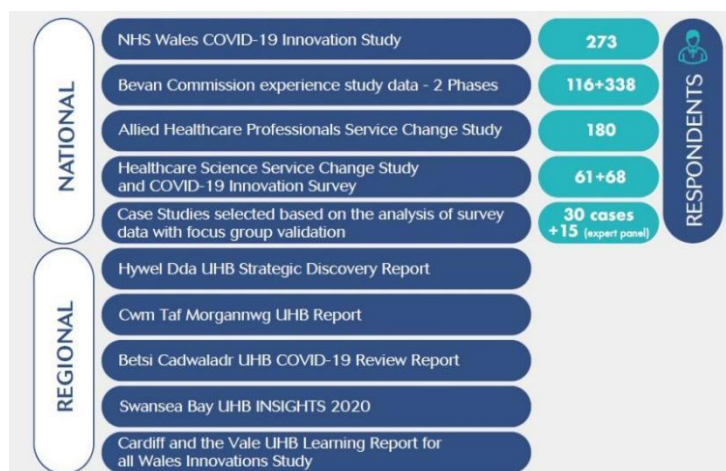 NATIONAL
NHS Wales COVID-19 Innovation Study
273
Bevan Commission experience study data - 2 Phases
116+338
Allied Healthcare Professionals Service Change Study
180
Healthcare Science Service Change Study
and COVID-19 Innovation Survey
61+68
Case Studies selected based on the analysis of survey
data with focus group validation
30 cases
+15 (expert panel)
RESPONDENTS
REGIONAL
Hywel Dda UHB Strategic Discovery Report
Cwm Taf Morgannwg UHB Report
Betsi Cadwaladr UHB COVID-19 Review Report
Swansea Bay UHB INSIGHTS 2020
Cardiff and the Vale UHB Learning Report for
all Wales Innovations Study